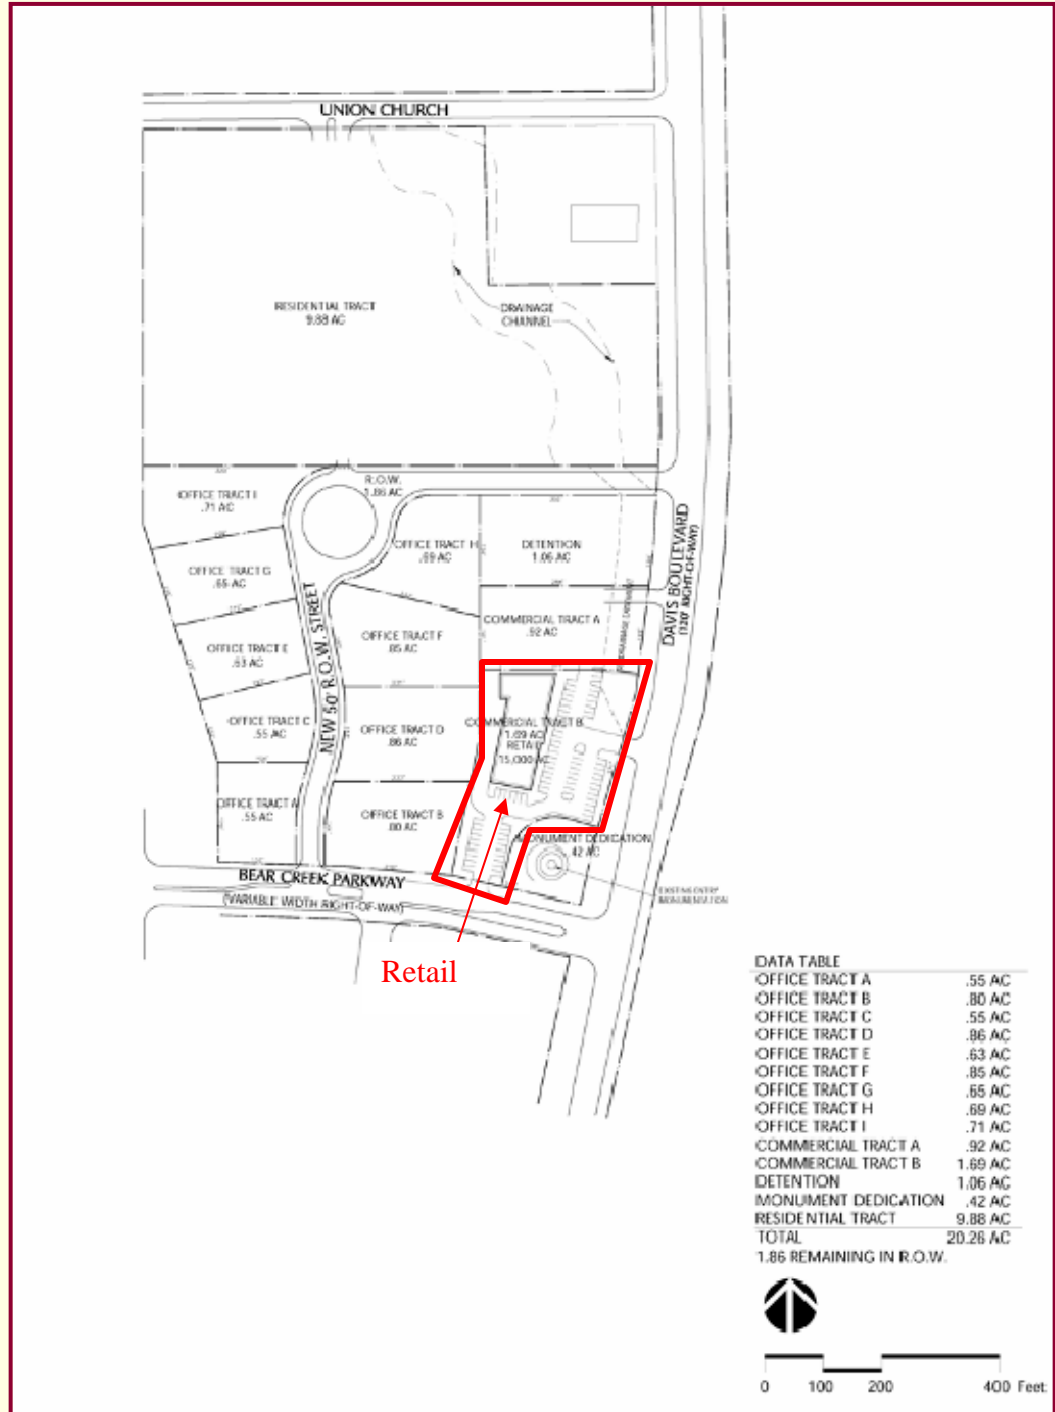 UNION CHURCH
RESIDENTIAL TRACT
9.88 AC
DRAINAGE
CHANNEL
R.O.W.
1.86 AC
OFFICE TRACT I
.71 AC
OFFICE TRACT H
.69 AC
DETENTION
1.06 AC
OFFICE TRACT G
.65 AC
DAVIS BOULEVARD
(120' RIGHT-OF-WAY)
NEW 50' R.O.W. STREET
COMMERCIAL TRACT A
.92 AC
OFFICE TRACT F
.85 AC
OFFICE TRACT E
.63 AC
OFFICE TRACT C
.55 AC
OFFICE TRACT D
.86 AC
COMMERCIAL TRACT B
1.69 AC
RETAIL
15,000
OFFICE TRACT A
.55 AC
OFFICE TRACT B
.80 AC
MONUMENT DEDICATION
.42 AC
BEAR CREEK PARKWAY
(VARIABLE WIDTH RIGHT-OF-WAY)
EXISTING ENTRY
MONUMENTATION
Retail
DATA TABLE
OFFICE TRACT A .55 AC
OFFICE TRACT B .80 AC
OFFICE TRACT C .55 AC
OFFICE TRACT D .86 AC
OFFICE TRACT E .63 AC
OFFICE TRACT F .85 AC
OFFICE TRACT G .65 AC
OFFICE TRACT H .69 AC
OFFICE TRACT I .71 AC
COMMERCIAL TRACT A .92 AC
COMMERCIAL TRACT B 1.69 AC
DETENTION 1.06 AC
MONUMENT DEDICATION .42 AC
RESIDENTIAL TRACT 9.88 AC
TOTAL 20.26 AC
1.86 REMAINING IN R.O.W.
0 100 200 400 Feet